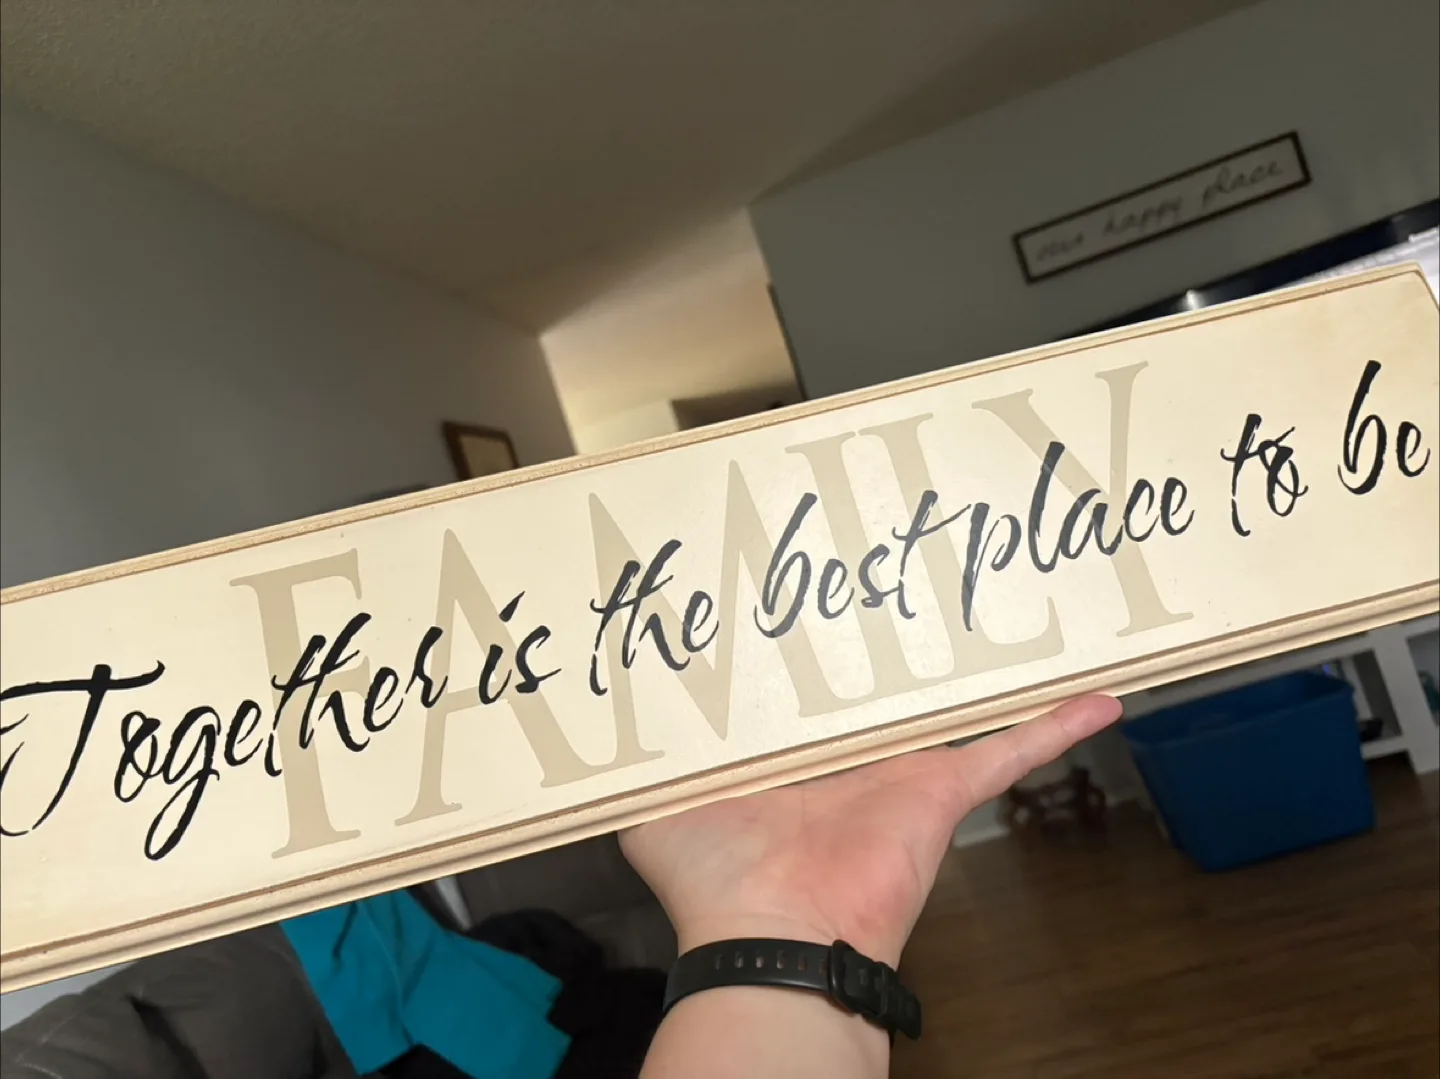 our happy place
FAMILY
Together is the best place to be